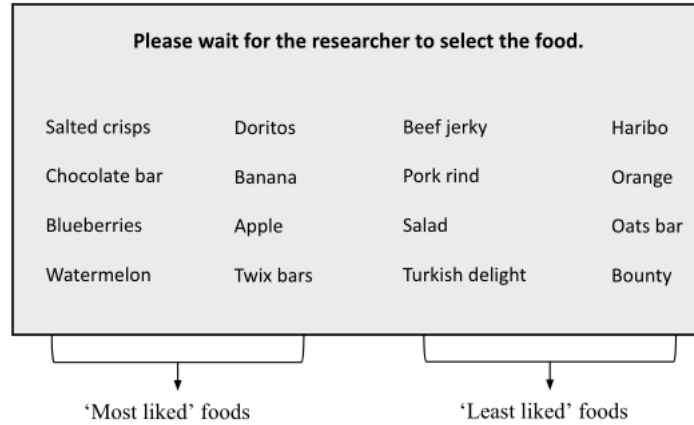 Please wait for the researcher to select the food.
Salted crisps Doritos Beef jerky Haribo
Chocolate bar Banana Pork rind Orange
Blueberries Apple Salad Oats bar
Watermelon Twix bars Turkish delight Bounty
‘Most liked’ foods ‘Least liked’ foods